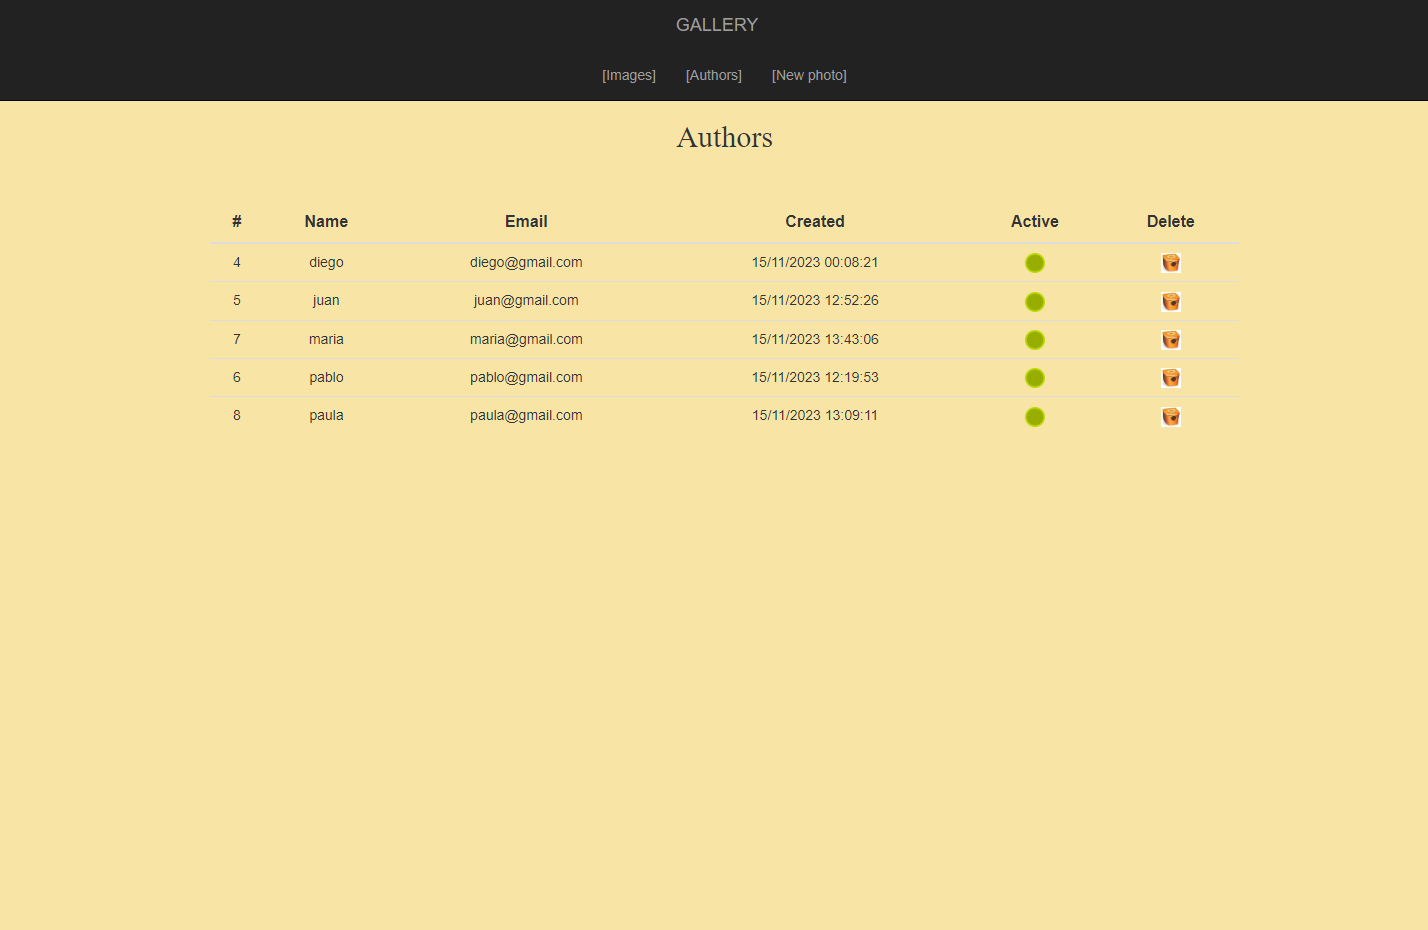 GALLERY
[Images] [Authors] [New photo]
Authors
# Name Email Created Active Delete
4 diego diego@gmail.com 15/11/2023 00:08:21
5 juan juan@gmail.com 15/11/2023 12:52:26
7 maria maria@gmail.com 15/11/2023 13:43:06
6 pablo pablo@gmail.com 15/11/2023 12:19:53
8 paula paula@gmail.com 15/11/2023 13:09:11